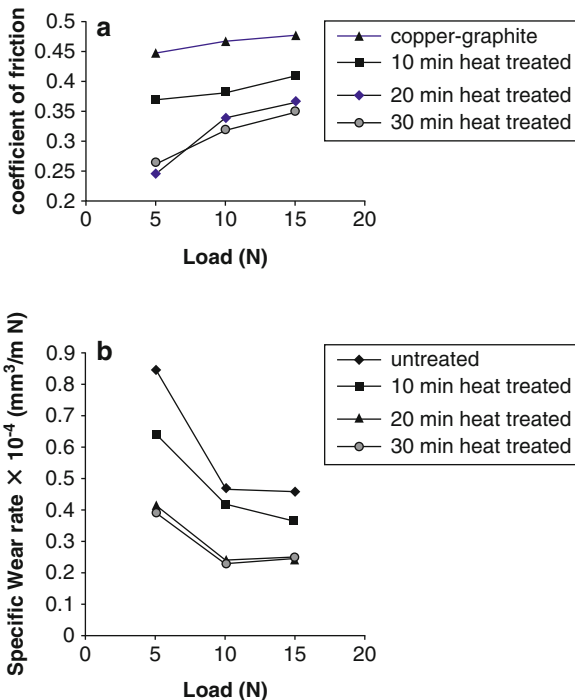 a
coefficient of friction
0.5
0.45
0.4
0.35
0.3
0.25
0.2
0
5
10
15
20
Load (N)
copper-graphite
10 min heat treated
20 min heat treated
30 min heat treated
b
Specific Wear rate × 10⁻⁴ (mm³/m N)
0.9
0.8
0.7
0.6
0.5
0.4
0.3
0.2
0.1
0
0
5
10
15
20
Load (N)
untreated
10 min heat treated
20 min heat treated
30 min heat treated